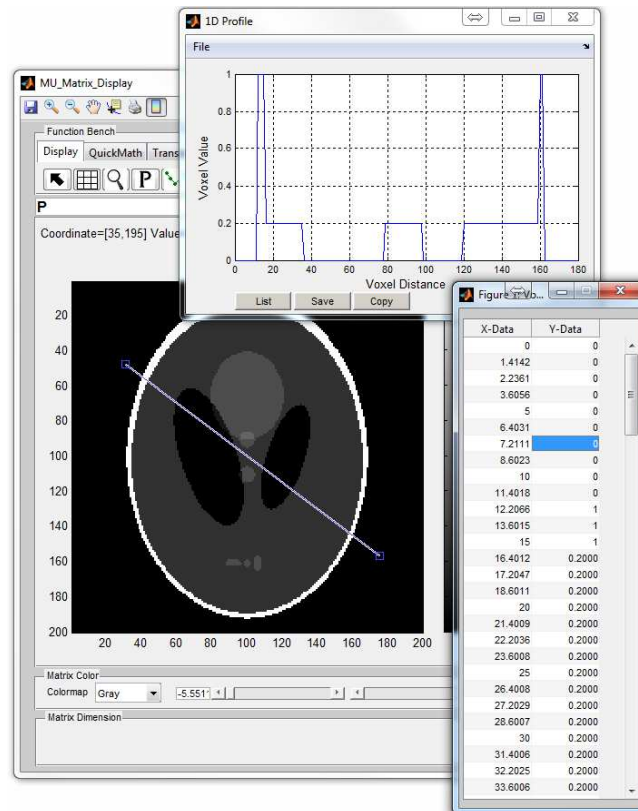 1D Profile
File
1
0.8
0.6
0.4
0.2
0
Voxel Value
0 20 40 60 80 100 120 140 160 180
Voxel Distance
List Save Copy
MU_Matrix_Display
Function Bench
Display QuickMath Trans
P
P
Coordinate=[35,195] Value
20
40
60
80
100
120
140
160
180
200
20 40 60 80 100 120 140 160 180 200
Matrix Color
Colormap Gray -5.551
Matrix Dimension
Figure 1: Vo...
X-Data Y-Data
0 0
1.4142 0
2.2361 0
3.6056 0
5 0
6.4031 0
7.2111 0
8.6023 0
10 0
11.4018 0
12.2066 1
13.6015 1
15 1
16.4012 0.2000
17.2047 0.2000
18.6011 0.2000
20 0.2000
21.4009 0.2000
22.2036 0.2000
23.6008 0.2000
25 0.2000
26.4008 0.2000
27.2029 0.2000
28.6007 0.2000
30 0.2000
31.4006 0.2000
32.2025 0.2000
33.6006 0.2000